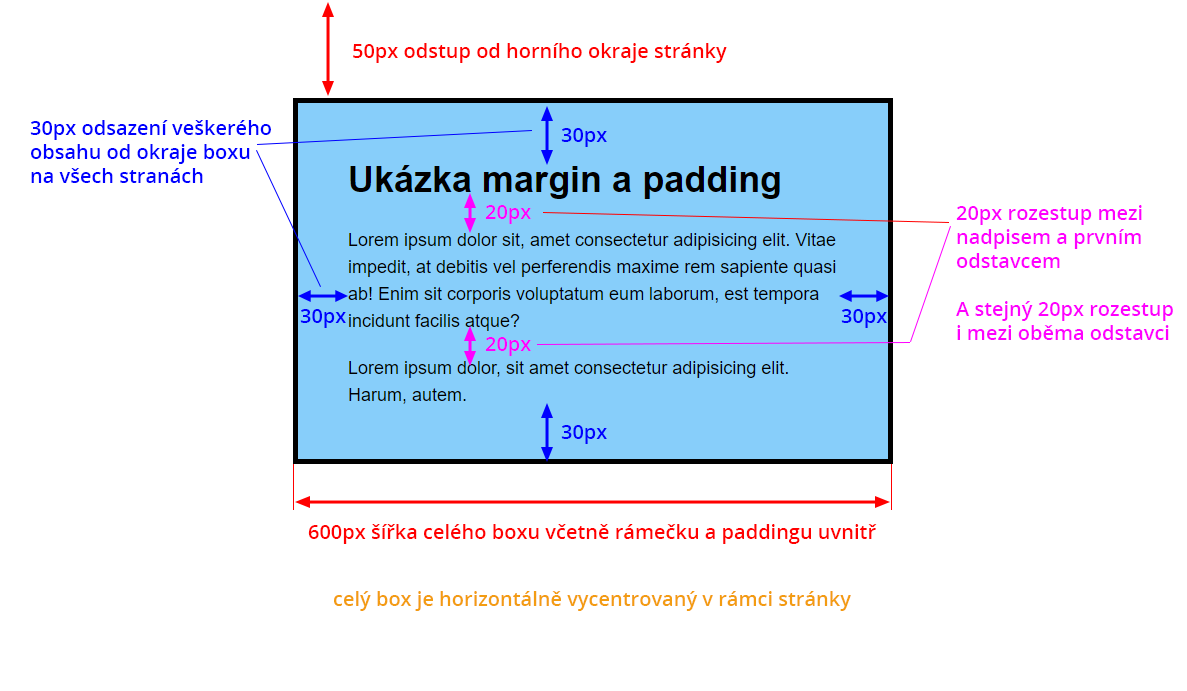 50px odstup od horního okraje stránky
30px odsazení veškerého
obsahu od okraje boxu
na všech stranách
30px
Ukázka margin a padding
20px
20px rozestup mezi
nadpisem a prvním
odstavcem
Lorem ipsum dolor sit, amet consectetur adipisicing elit. Vitae
impedit, at debitis vel perferendis maxime rem sapiente quasi
ab! Enim sit corporis voluptatum eum laborum, est tempora
incidunt facilis atque?
30px
30px
A stejný 20px rozestup
i mezi oběma odstavci
20px
Lorem ipsum dolor, sit amet consectetur adipisicing elit.
Harum, autem.
30px
600px šířka celého boxu včetně rámečku a paddingu uvnitř
celý box je horizontálně vycentrovaný v rámci stránky